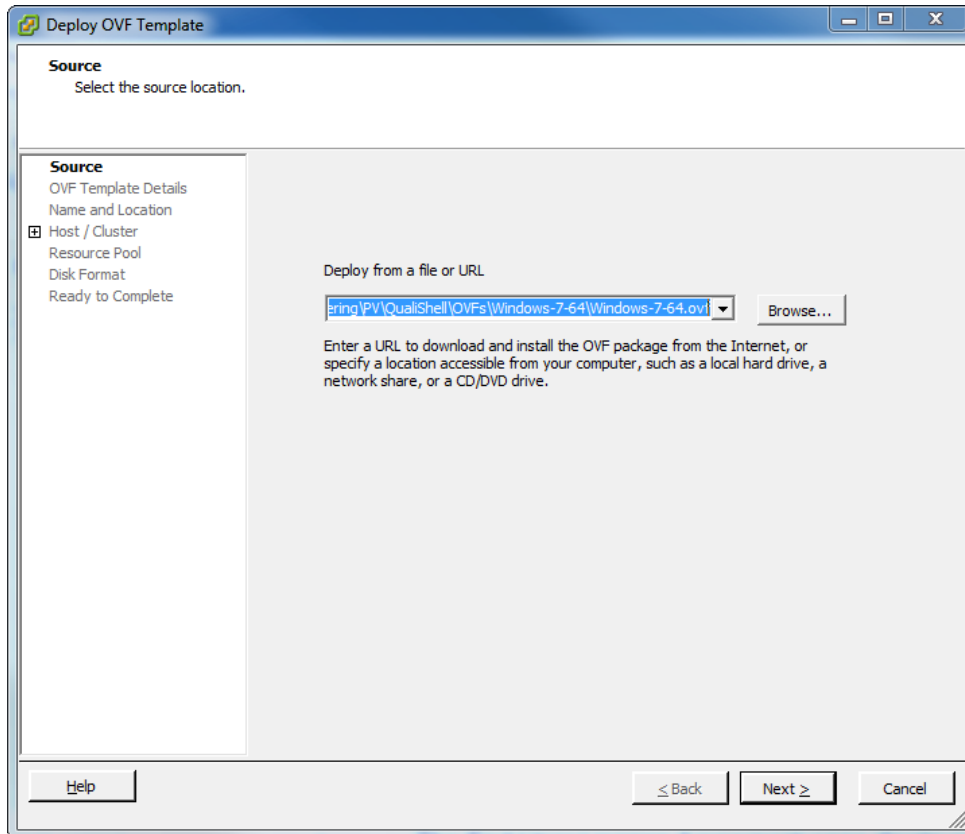 Deploy OVF Template
Source
Select the source location.
Source
OVF Template Details
Name and Location
Host / Cluster
Resource Pool
Disk Format
Ready to Complete
Deploy from a file or URL
ering\PV\QualiShell\OVFs\Windows-7-64\Windows-7-64.ovf
Browse...
Enter a URL to download and install the OVF package from the Internet, or
specify a location accessible from your computer, such as a local hard drive, a
network share, or a CD/DVD drive.
Help
< Back
Next >
Cancel